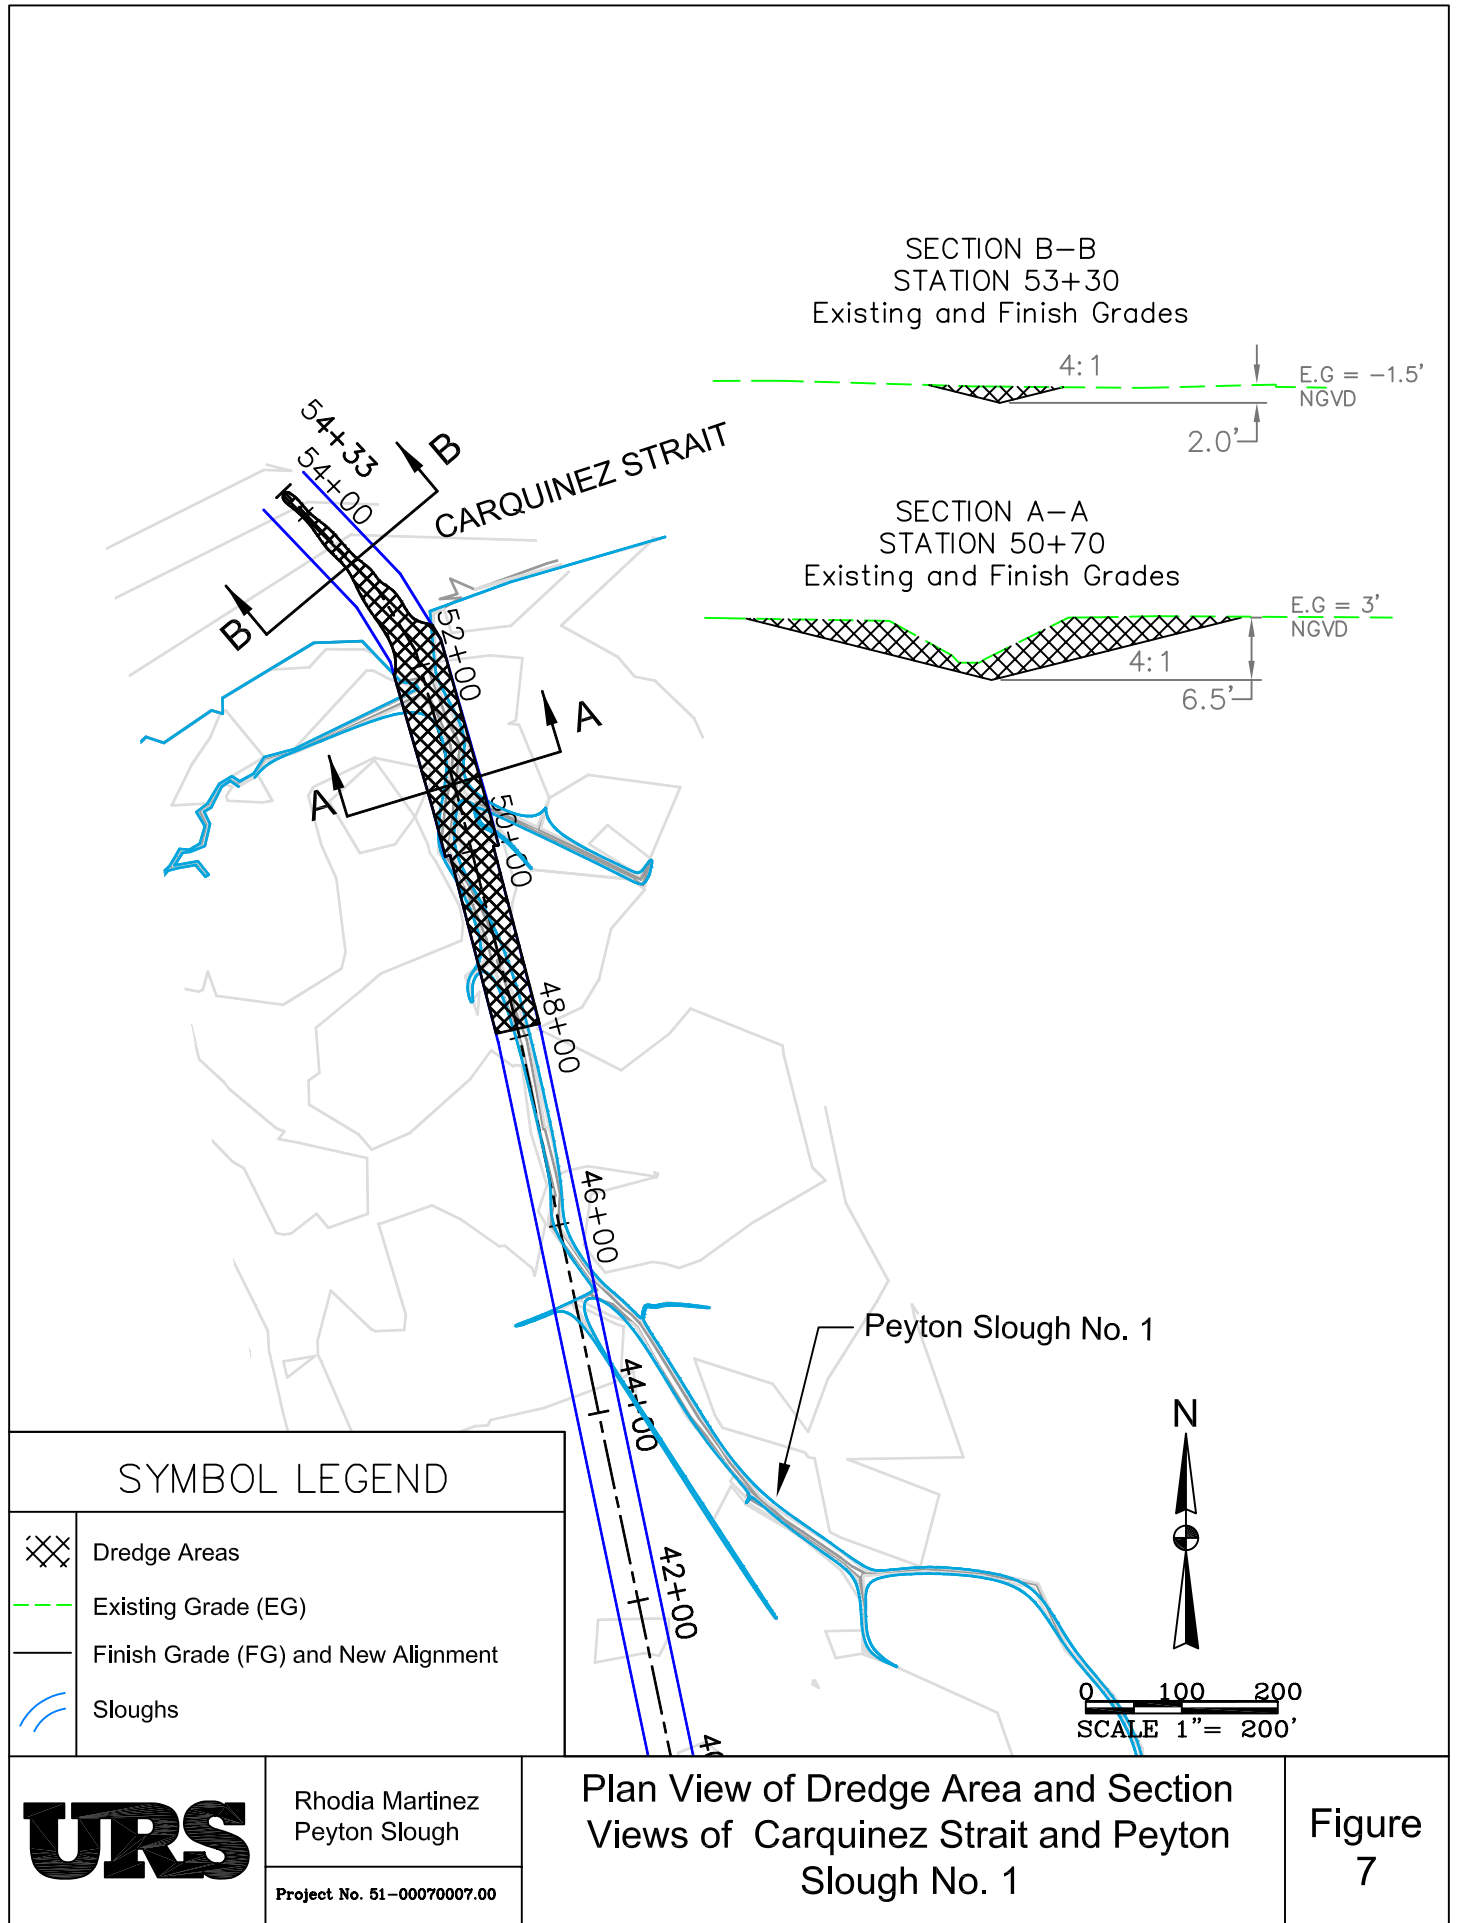 SECTION B-B
STATION 53+30
Existing and Finish Grades
4:1
E.G = -1.5'
NGVD
2.0'
SECTION A-A
STATION 50+70
Existing and Finish Grades
E.G = 3'
NGVD
4:1
6.5'
54+33
54+00
B
B
CARQUINEZ STRAIT
52+00
A
A
50+00
48+00
46+00
Peyton Slough No. 1
44+00
42+00
N
0 100 200
SCALE 1"= 200'
SYMBOL LEGEND
Dredge Areas
Existing Grade (EG)
Finish Grade (FG) and New Alignment
Sloughs
URS
Rhodia Martinez
Peyton Slough
Project No. 51-00070007.00
Plan View of Dredge Area and Section
Views of Carquinez Strait and Peyton
Slough No. 1
Figure
7